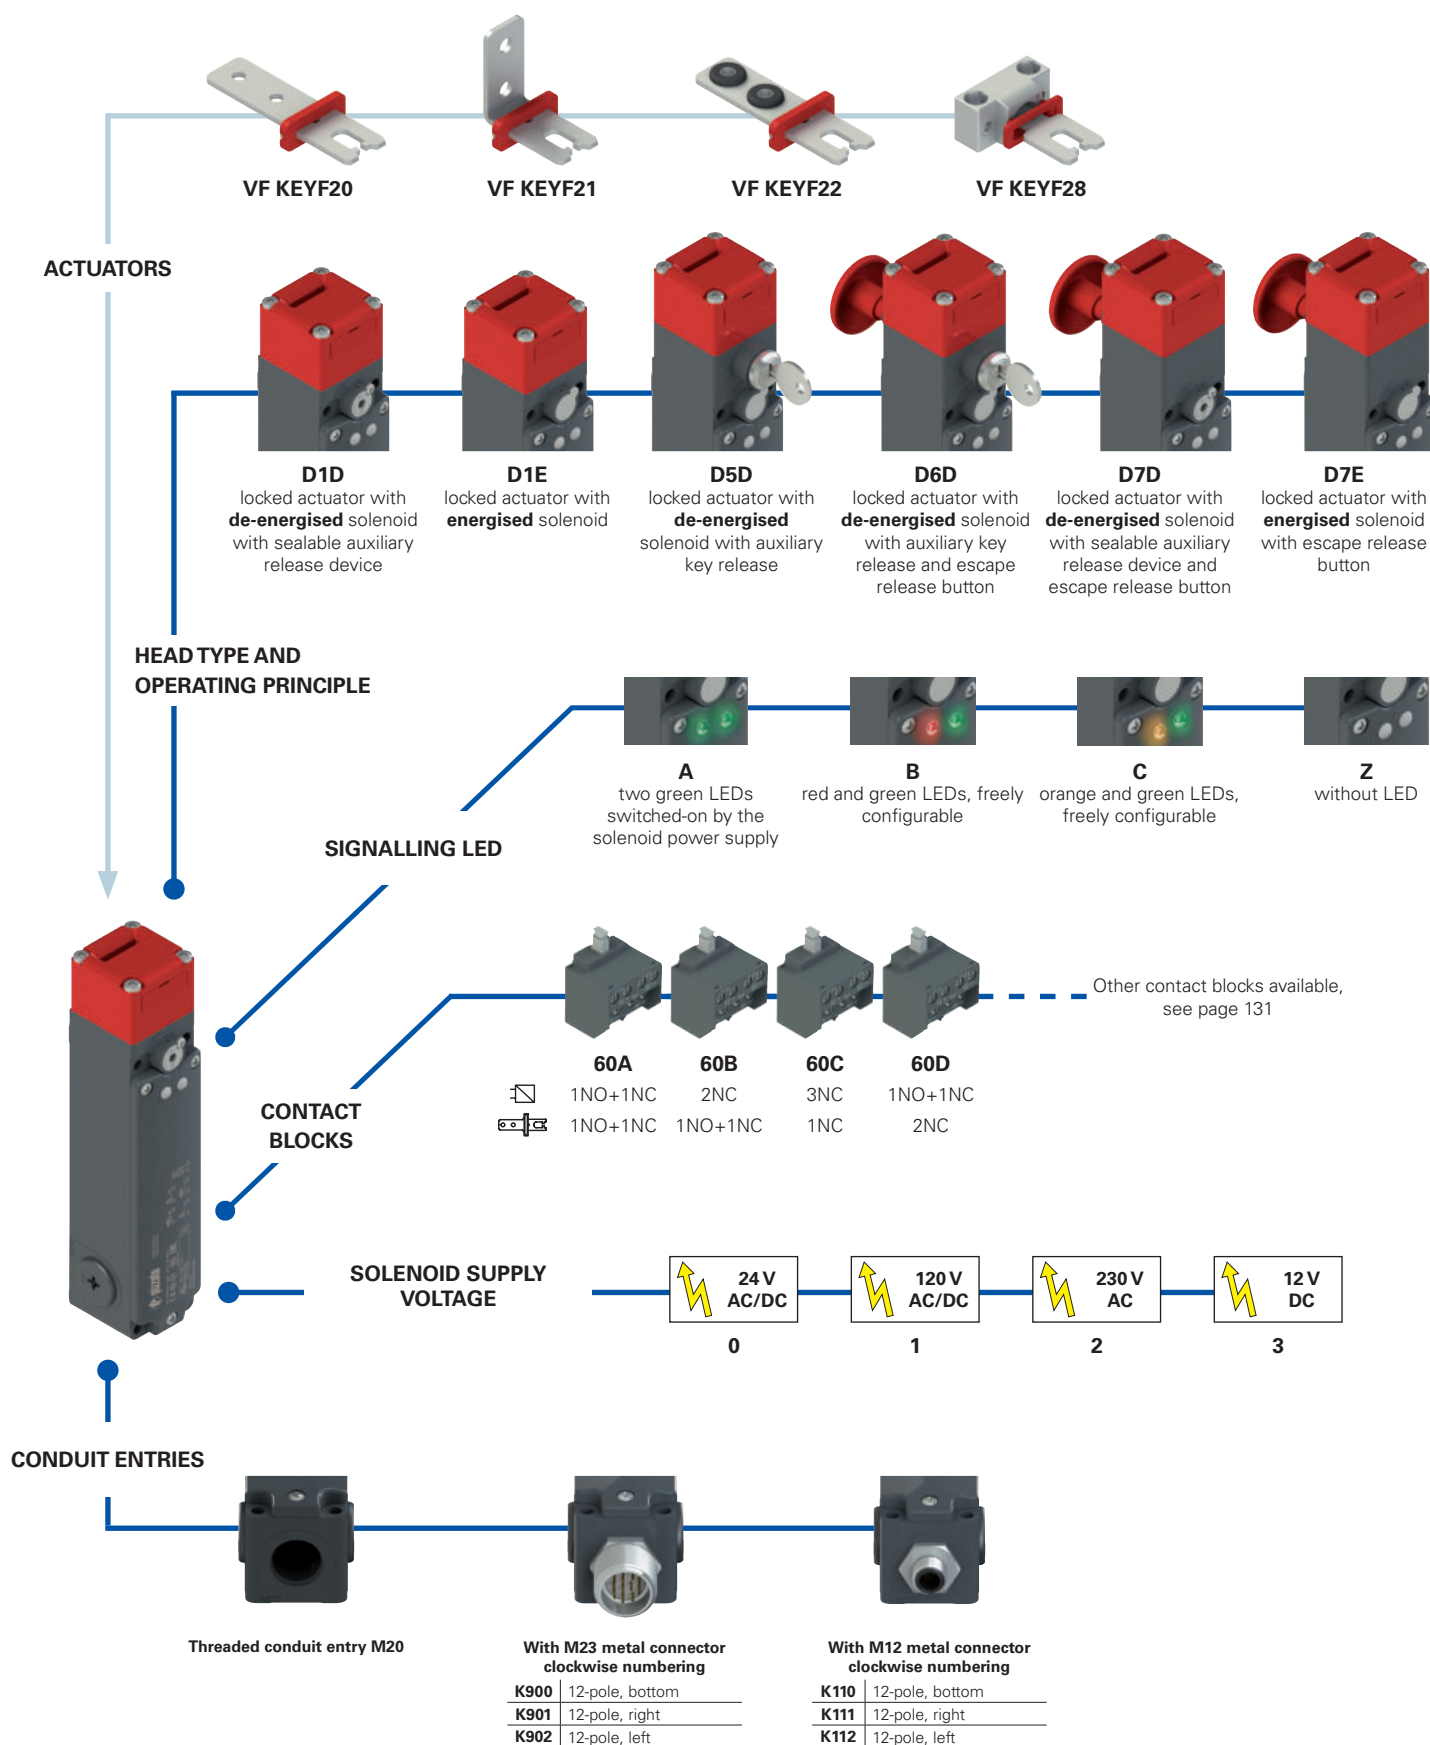 VF KEYF20
VF KEYF21
VF KEYF22
VF KEYF28
ACTUATORS
D1D
locked actuator with
de-energised solenoid
with sealable auxiliary
release device
D1E
locked actuator with
energised solenoid
D5D
locked actuator with
de-energised
solenoid with auxiliary
key release
D6D
locked actuator with
de-energised solenoid
with auxiliary key
release and escape
release button
D7D
locked actuator with
de-energised solenoid
with sealable auxiliary
release device and
escape release button
D7E
locked actuator with
energised solenoid
with escape release
button
HEAD TYPE AND
OPERATING PRINCIPLE
A
two green LEDs
switched-on by the
solenoid power supply
B
red and green LEDs, freely
configurable
C
orange and green LEDs,
freely configurable
Z
without LED
SIGNALLING LED
Other contact blocks available,
see page 131
60A 60B 60C 60D
1NO+1NC 2NC 3NC 1NO+1NC
1NO+1NC 1NO+1NC 1NC 2NC
CONTACT
BLOCKS
SOLENOID SUPPLY
VOLTAGE
24 V
AC/DC
0
120 V
AC/DC
1
230 V
AC
2
12 V
DC
3
CONDUIT ENTRIES
Threaded conduit entry M20
With M23 metal connector
clockwise numbering
K900 12-pole, bottom
K901 12-pole, right
K902 12-pole, left
With M12 metal connector
clockwise numbering
K110 12-pole, bottom
K111 12-pole, right
K112 12-pole, left